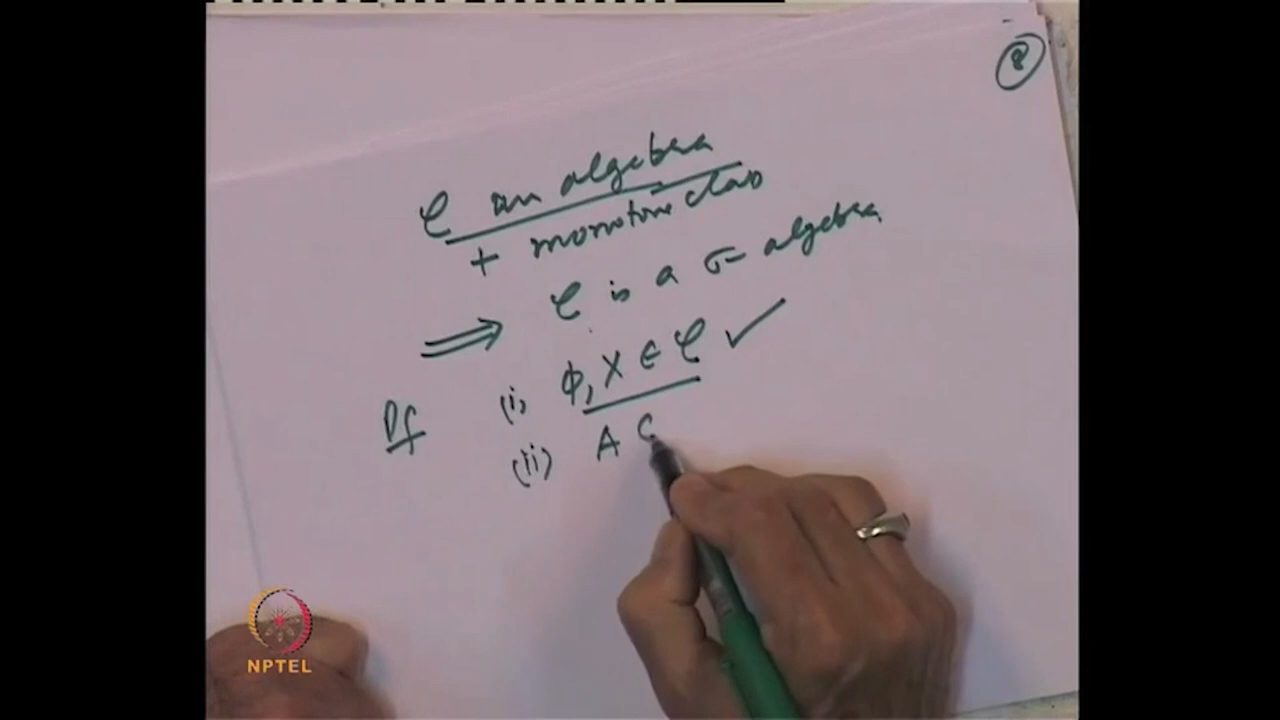 8
C an algebra
+ monotone class
⟹ C is a σ-algebra
Pf (i) ϕ, X ∈ C ✓
(ii) A
NPTEL